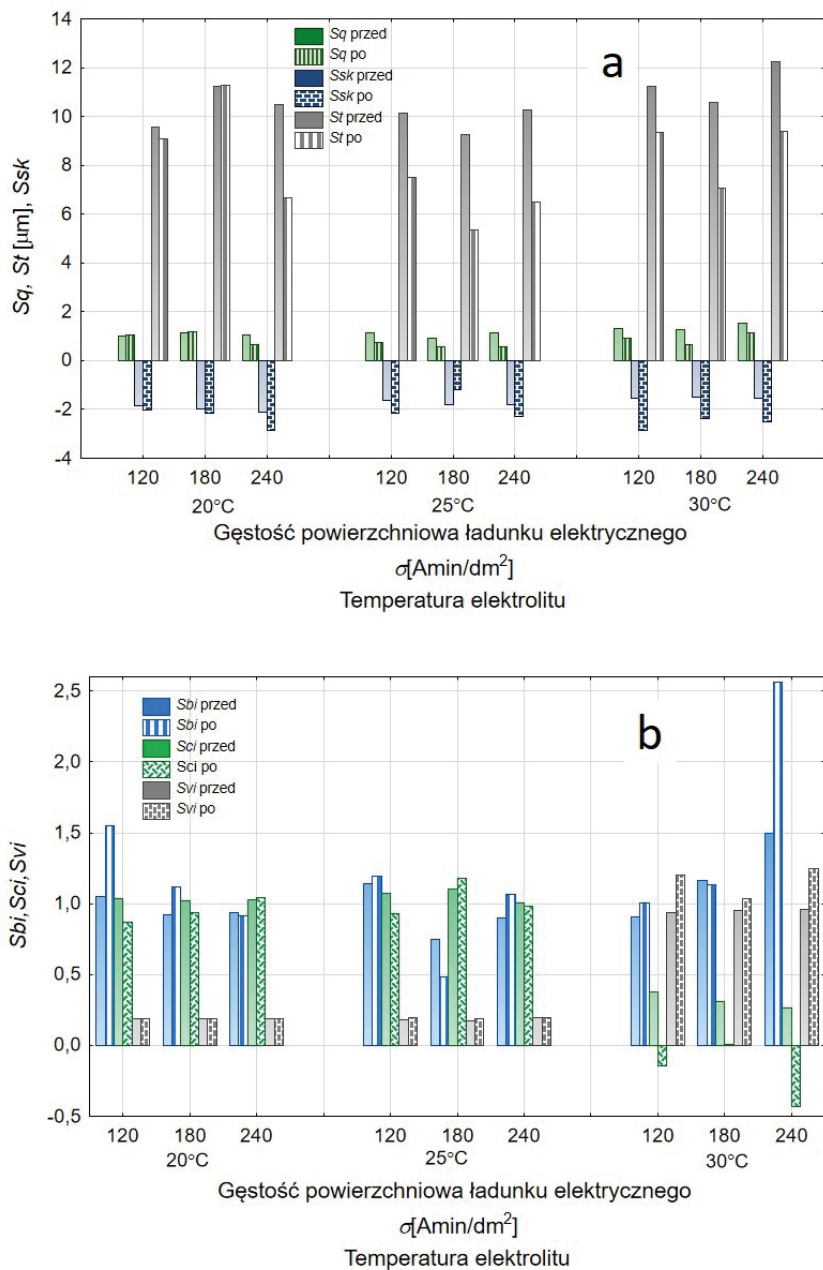 14
12
10
8
6
4
2
0
-2
-4
Sq, St [μm], Ssk
Sq przed
Sq po
Ssk przed
Ssk po
St przed
St po
a
120 180 240 120 180 240 120 180 240
20°C 25°C 30°C
Gęstość powierzchniowa ładunku elektrycznego
σ[Amin/dm²]
Temperatura elektrolitu
2,5
2,0
1,5
1,0
0,5
0,0
-0,5
Sbi, Sci, Svi
Sbi przed
Sbi po
Sci przed
Sci po
Svi przed
Svi po
b
120 180 240 120 180 240 120 180 240
20°C 25°C 30°C
Gęstość powierzchniowa ładunku elektrycznego
σ[Amin/dm²]
Temperatura elektrolitu